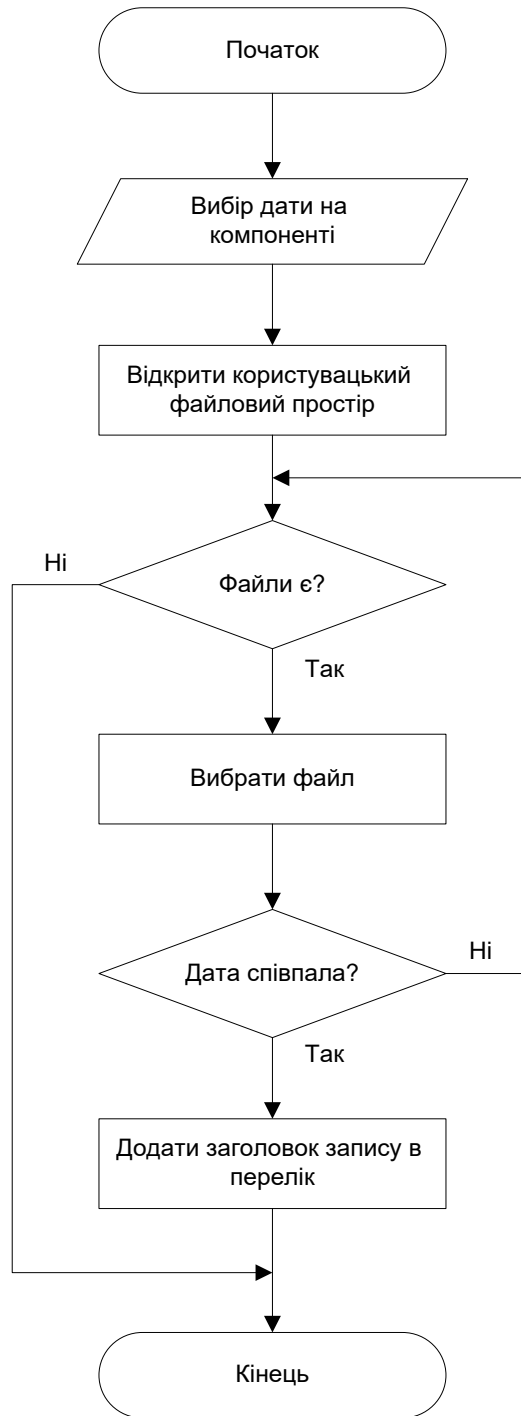 Початок
Вибір дати на
компоненті
Відкрити користувацький
файловий простір
Ні
Файли є?
Так
Вибрати файл
Ні
Дата співпала?
Так
Додати заголовок запису в
перелік
Кінець